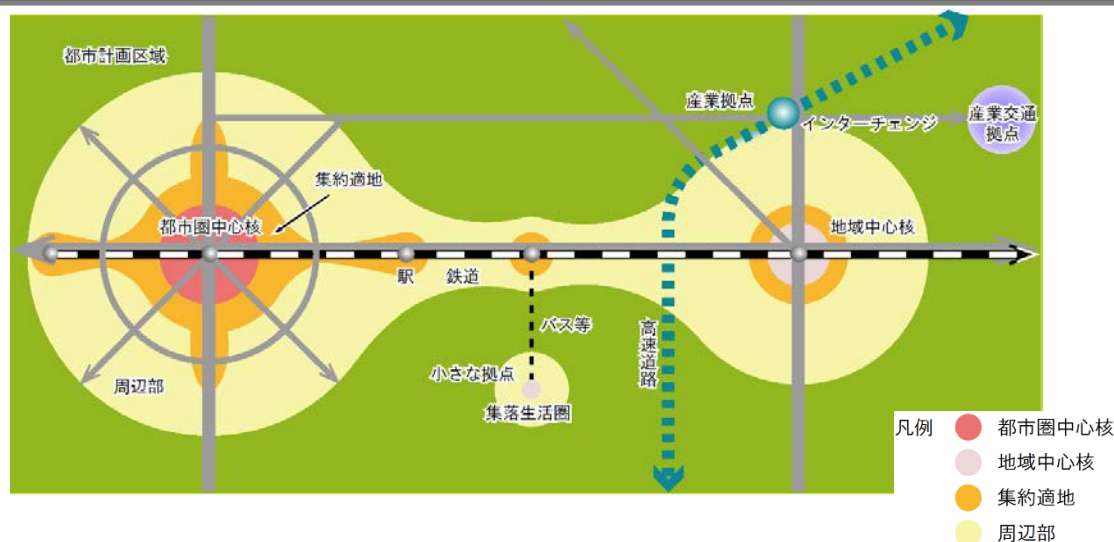 都市計画区域
産業拠点
インターチェンジ
産業交通
拠点
集約適地
都市圏中心核
地域中心核
駅
鉄道
バス等
高速道路
小さな拠点
周辺部
集落生活圏
凡例
都市圏中心核
地域中心核
集約適地
周辺部